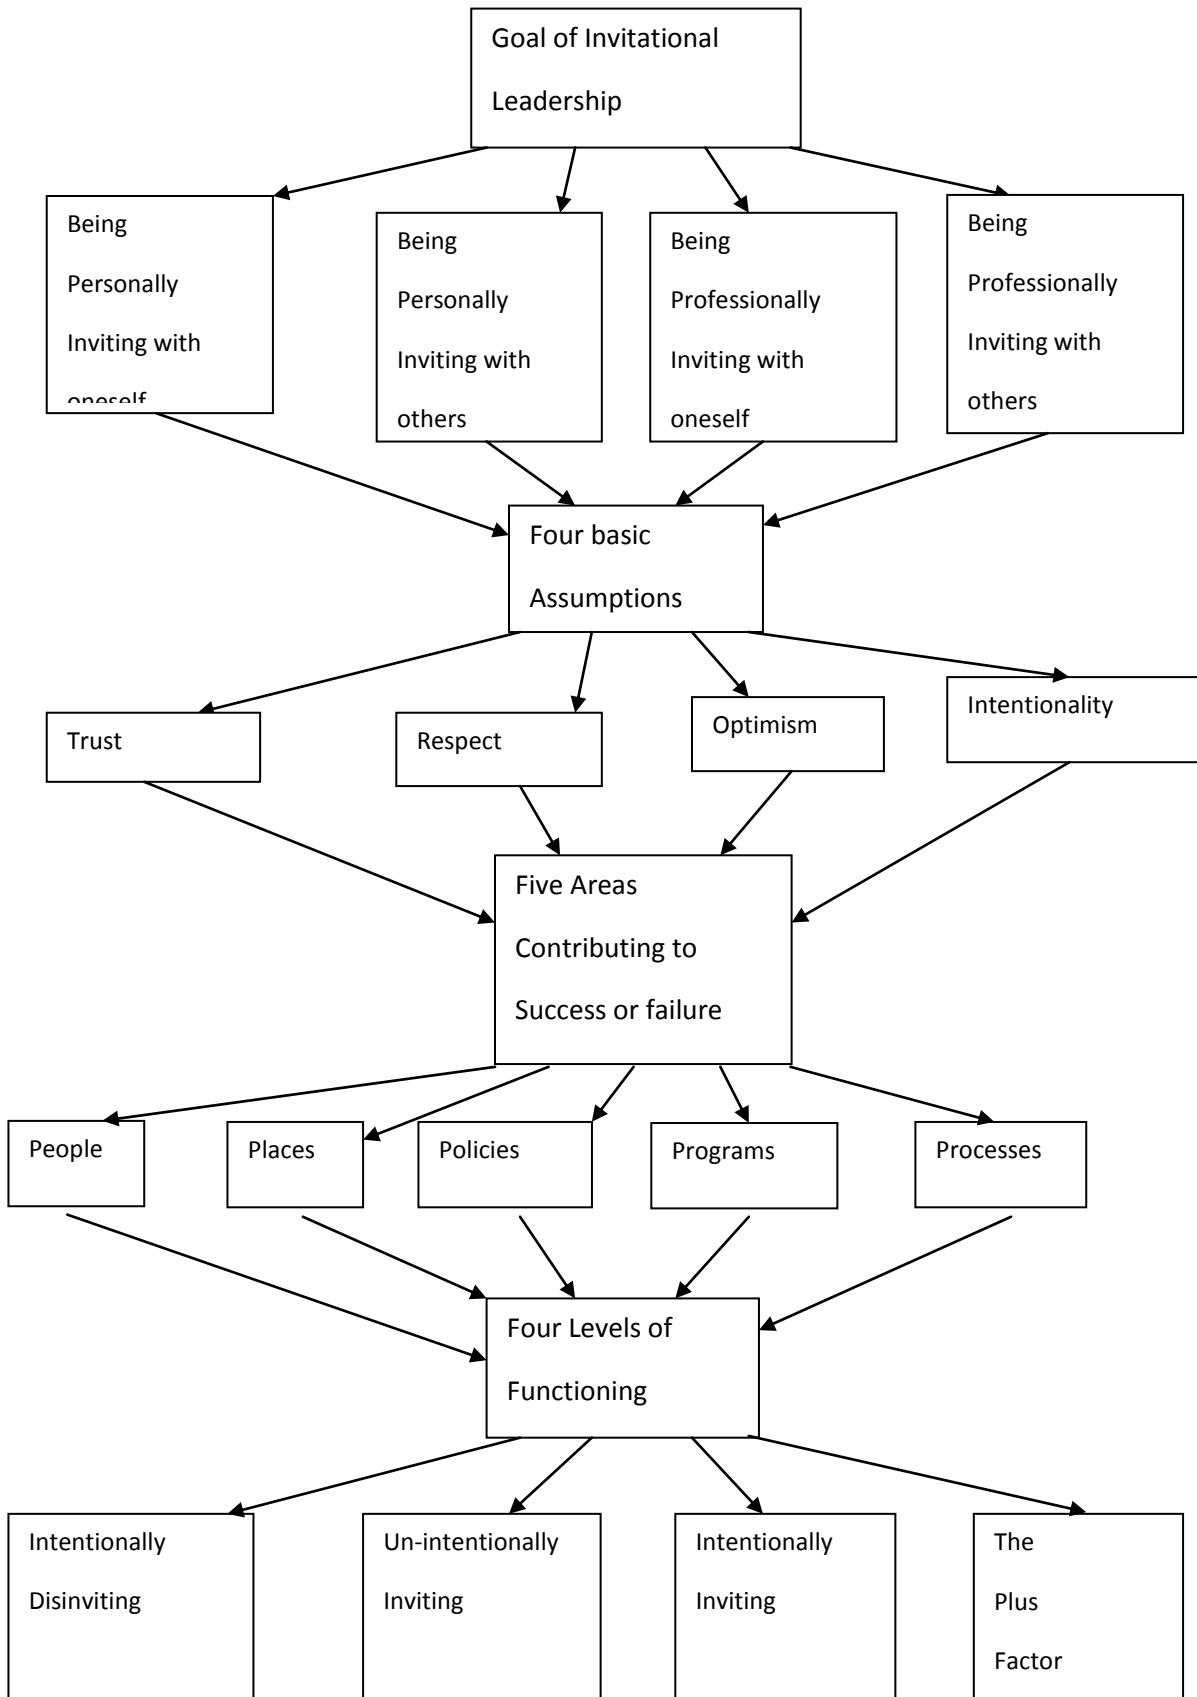 Goal of Invitational
Leadership
Being
Personally
Inviting with
oneself
Being
Personally
Inviting with
others
Being
Professionally
Inviting with
oneself
Being
Professionally
Inviting with
others
Four basic
Assumptions
Trust
Respect
Optimism
Intentionality
Five Areas
Contributing to
Success or failure
People
Places
Policies
Programs
Processes
Four Levels of
Functioning
Intentionally
Disinviting
Un-intentionally
Inviting
Intentionally
Inviting
The
Plus
Factor